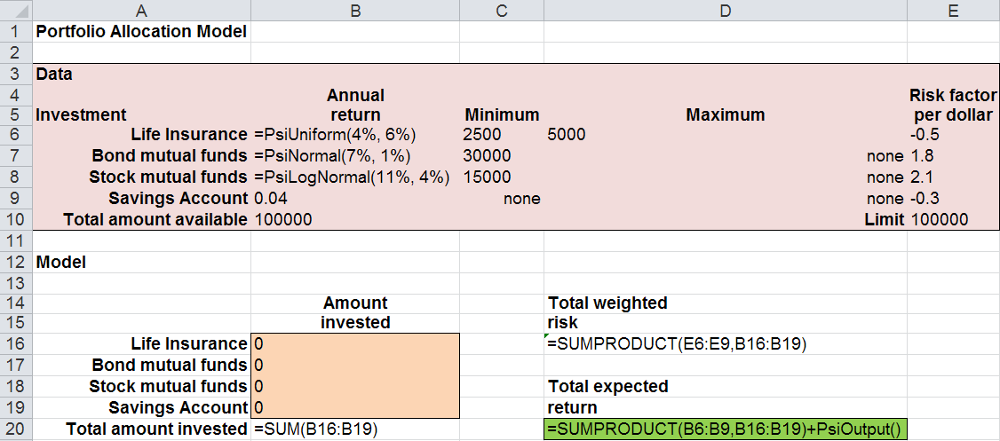 A B C D E
1 Portfolio Allocation Model
2
3 Data
4 Annual Risk factor
5 Investment return Minimum Maximum per dollar
6 Life Insurance =PsiUniform(4%, 6%) 2500 5000 -0.5
7 Bond mutual funds =PsiNormal(7%, 1%) 30000 none 1.8
8 Stock mutual funds =PsiLogNormal(11%, 4%) 15000 none 2.1
9 Savings Account 0.04 none none -0.3
10 Total amount available 100000 Limit 100000
11
12 Model
13
14 Amount Total weighted
15 invested risk
16 Life Insurance 0 =SUMPRODUCT(E6:E9,B16:B19)
17 Bond mutual funds 0
18 Stock mutual funds 0 Total expected
19 Savings Account 0 return
20 Total amount invested =SUM(B16:B19) =SUMPRODUCT(B6:B9,B16:B19)+PsiOutput()